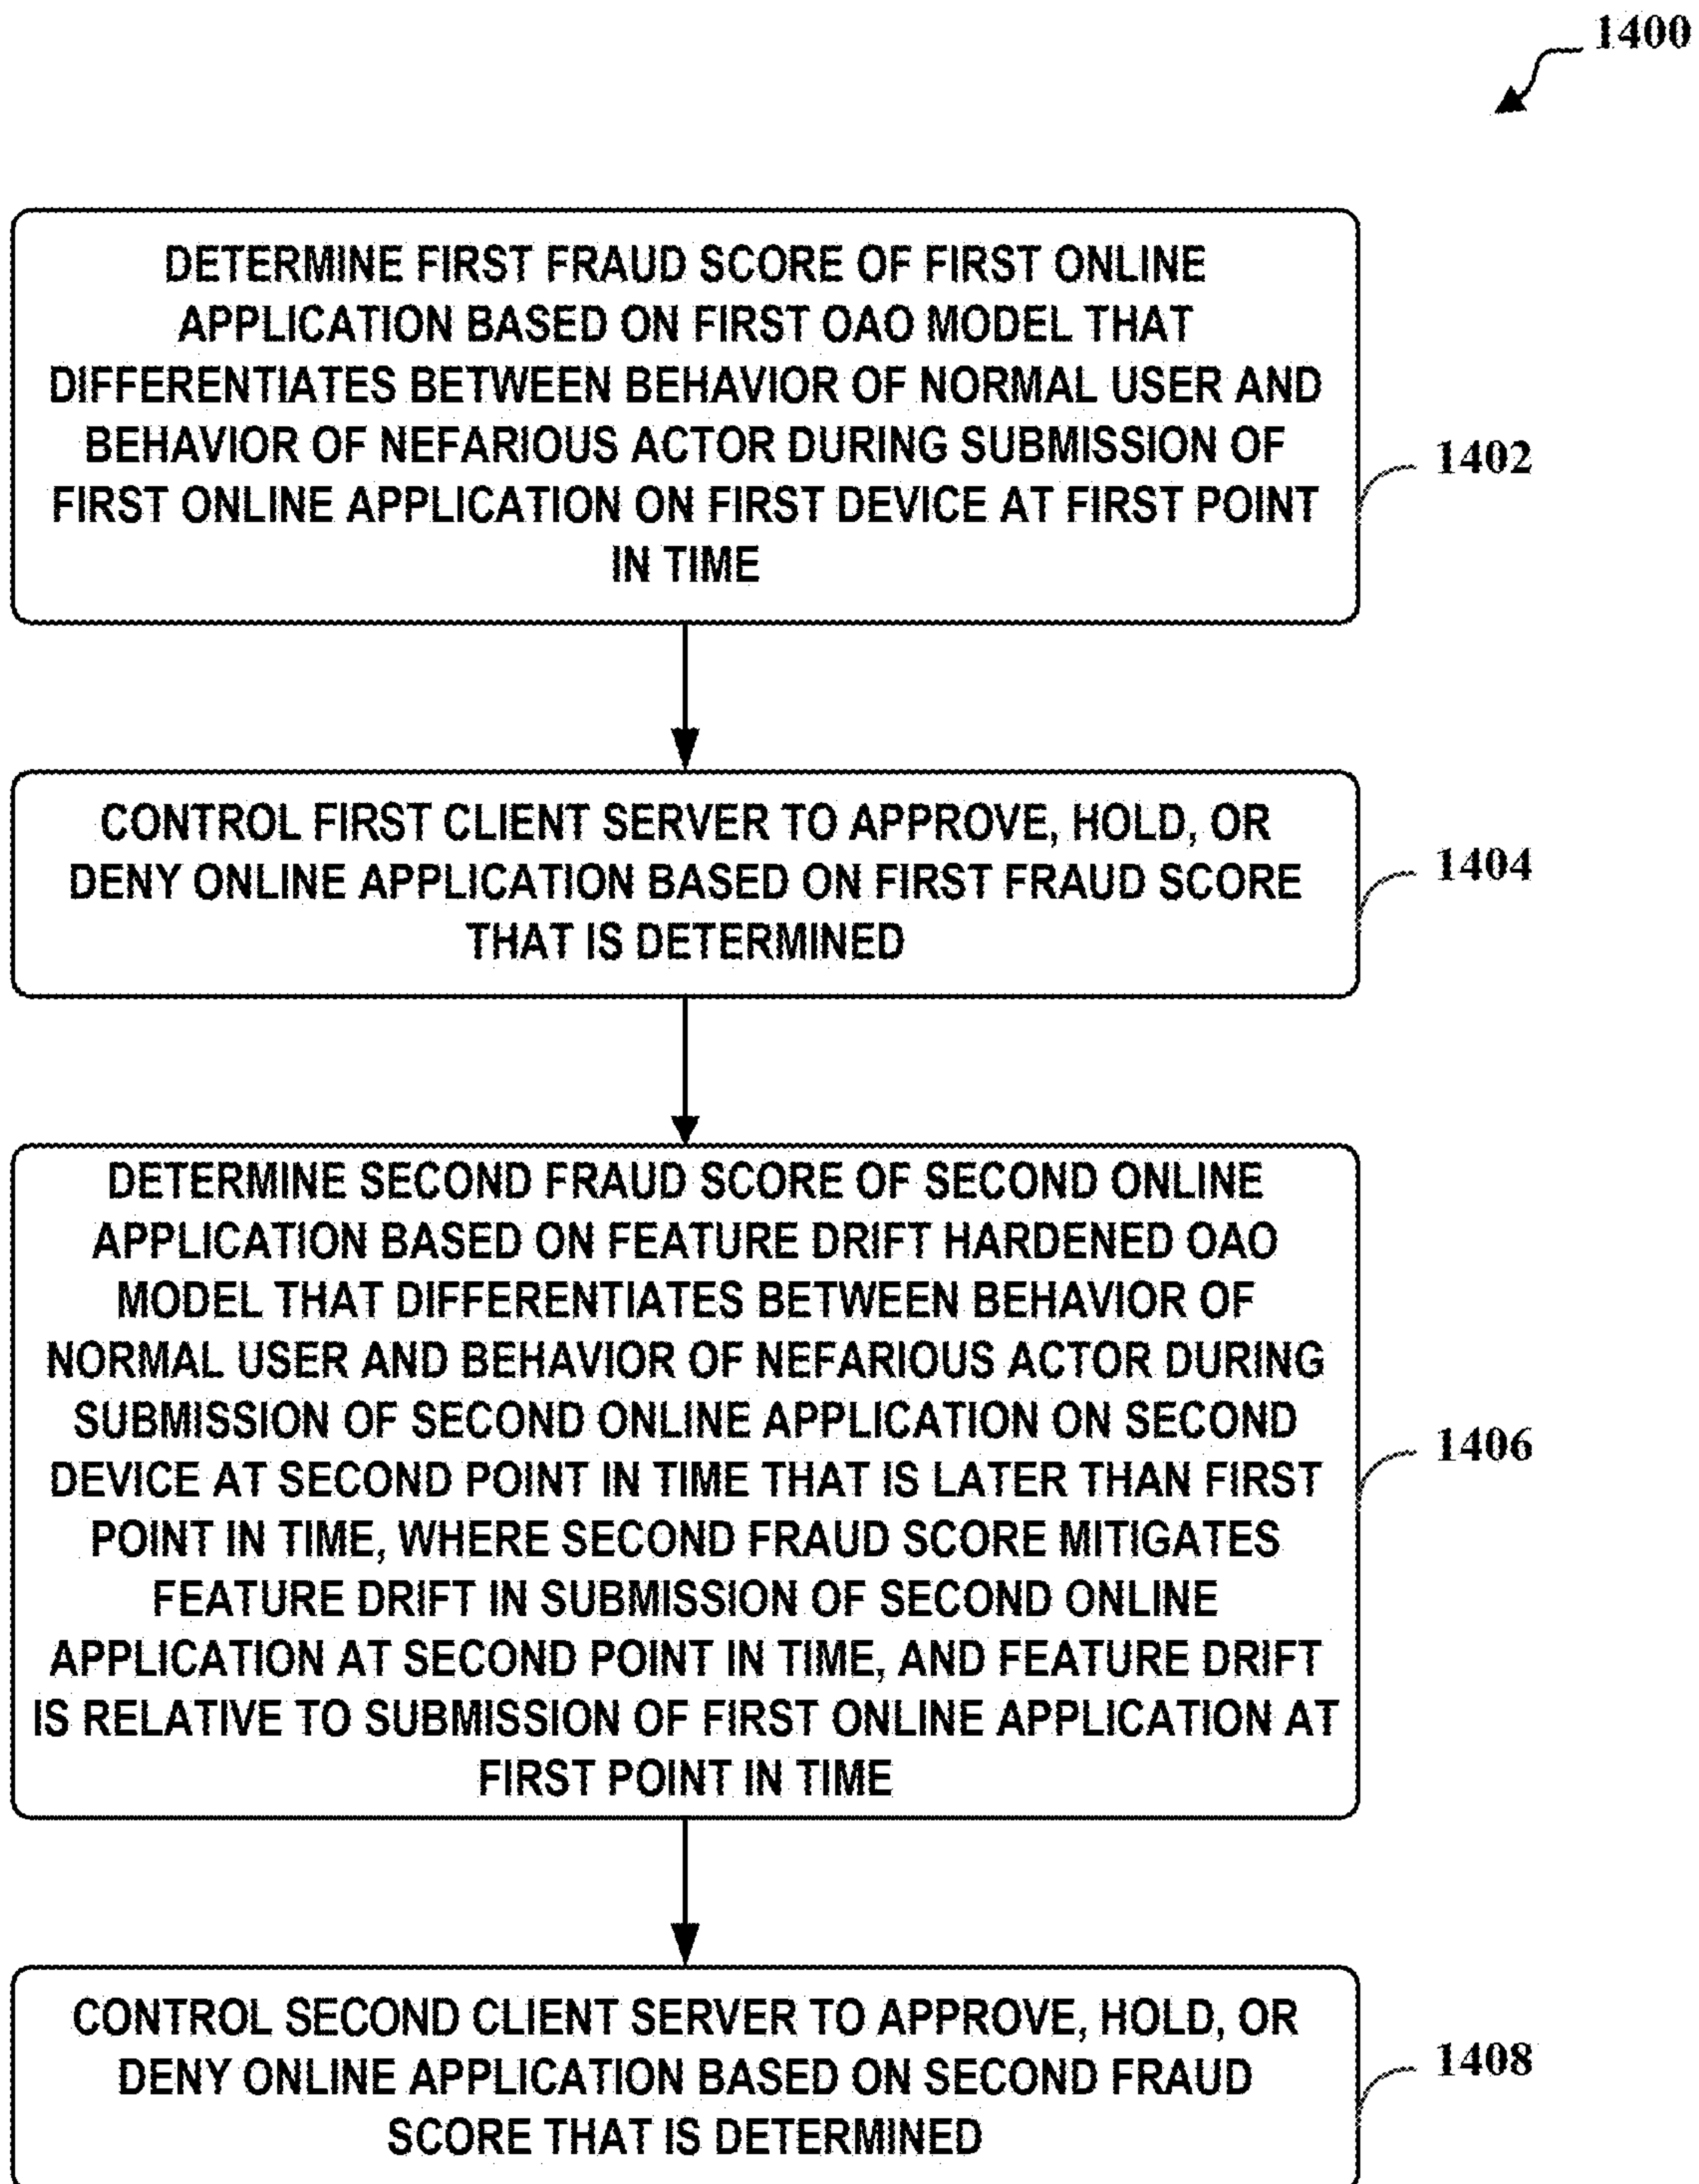 1400
DETERMINE FIRST FRAUD SCORE OF FIRST ONLINE
APPLICATION BASED ON FIRST OAO MODEL THAT
DIFFERENTIATES BETWEEN BEHAVIOR OF NORMAL USER AND
BEHAVIOR OF NEFARIOUS ACTOR DURING SUBMISSION OF
FIRST ONLINE APPLICATION ON FIRST DEVICE AT FIRST POINT
IN TIME
1402
CONTROL FIRST CLIENT SERVER TO APPROVE, HOLD, OR
DENY ONLINE APPLICATION BASED ON FIRST FRAUD SCORE
THAT IS DETERMINED
1404
DETERMINE SECOND FRAUD SCORE OF SECOND ONLINE
APPLICATION BASED ON FEATURE DRIFT HARDENED OAO
MODEL THAT DIFFERENTIATES BETWEEN BEHAVIOR OF
NORMAL USER AND BEHAVIOR OF NEFARIOUS ACTOR DURING
SUBMISSION OF SECOND ONLINE APPLICATION ON SECOND
DEVICE AT SECOND POINT IN TIME THAT IS LATER THAN FIRST
POINT IN TIME, WHERE SECOND FRAUD SCORE MITIGATES
FEATURE DRIFT IN SUBMISSION OF SECOND ONLINE
APPLICATION AT SECOND POINT IN TIME, AND FEATURE DRIFT
IS RELATIVE TO SUBMISSION OF FIRST ONLINE APPLICATION AT
FIRST POINT IN TIME
1406
CONTROL SECOND CLIENT SERVER TO APPROVE, HOLD, OR
DENY ONLINE APPLICATION BASED ON SECOND FRAUD
SCORE THAT IS DETERMINED
1408